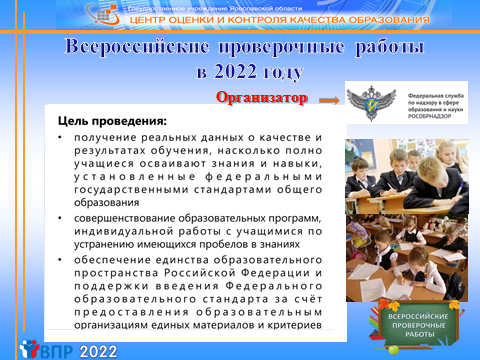 Государственное учреждение Ярославской области
ЦЕНТР ОЦЕНКИ И КОНТРОЛЯ КАЧЕСТВА ОБРАЗОВАНИЯ
Всероссийские проверочные работы
в 2022 году
Организатор
Федеральная служба
по надзору в сфере
образования и науки
РОСОБРНАДЗОР
Цель проведения:
• получение реальных данных о качестве и
результатах обучения, насколько полно
учащиеся осваивают знания и навыки,
установленные федеральными
государственными стандартами общего
образования
• совершенствование образовательных программ,
индивидуальной работы с учащимися по
устранению имеющихся пробелов в знаниях
• обеспечение единства образовательного
пространства Российской Федерации и
поддержки введения Федерального
образовательного стандарта за счёт
предоставления образовательным
организациям единых материалов и критериев
ВСЕРОССИЙСКИЕ
ПРОВЕРОЧНЫЕ
РАБОТЫ
ВПР 2022